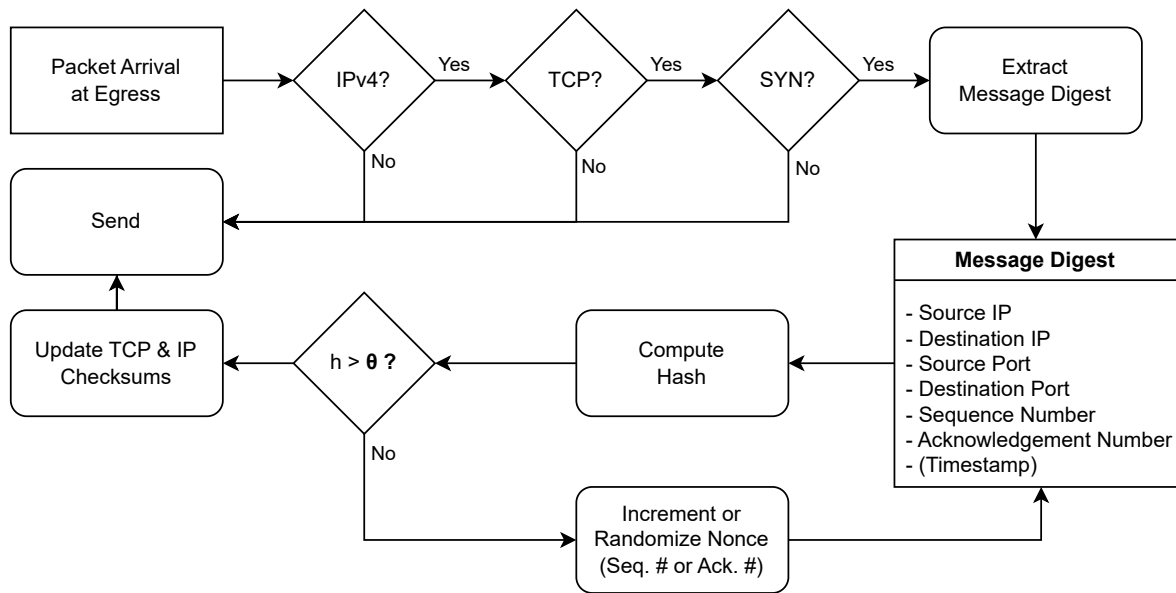 Packet Arrival
at Egress
IPv4?
Yes
TCP?
Yes
SYN?
Yes
Extract
Message Digest
No
No
No
Send
Message Digest
- Source IP
- Destination IP
- Source Port
- Destination Port
- Sequence Number
- Acknowledgement Number
- (Timestamp)
Compute
Hash
h > θ ?
Update TCP & IP
Checksums
No
Increment or
Randomize Nonce
(Seq. # or Ack. #)